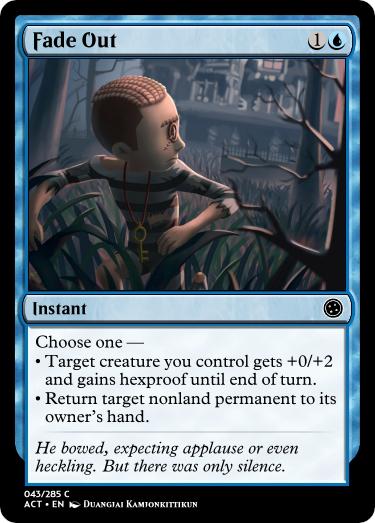 Fade Out 1
Instant
Choose one —
• Target creature you control gets +0/+2
and gains hexproof until end of turn.
• Return target nonland permanent to its
owner's hand.
He bowed, expecting applause or even
heckling. But there was only silence.
043/285 C
ACT • EN Duangjai Kamjonkittikun